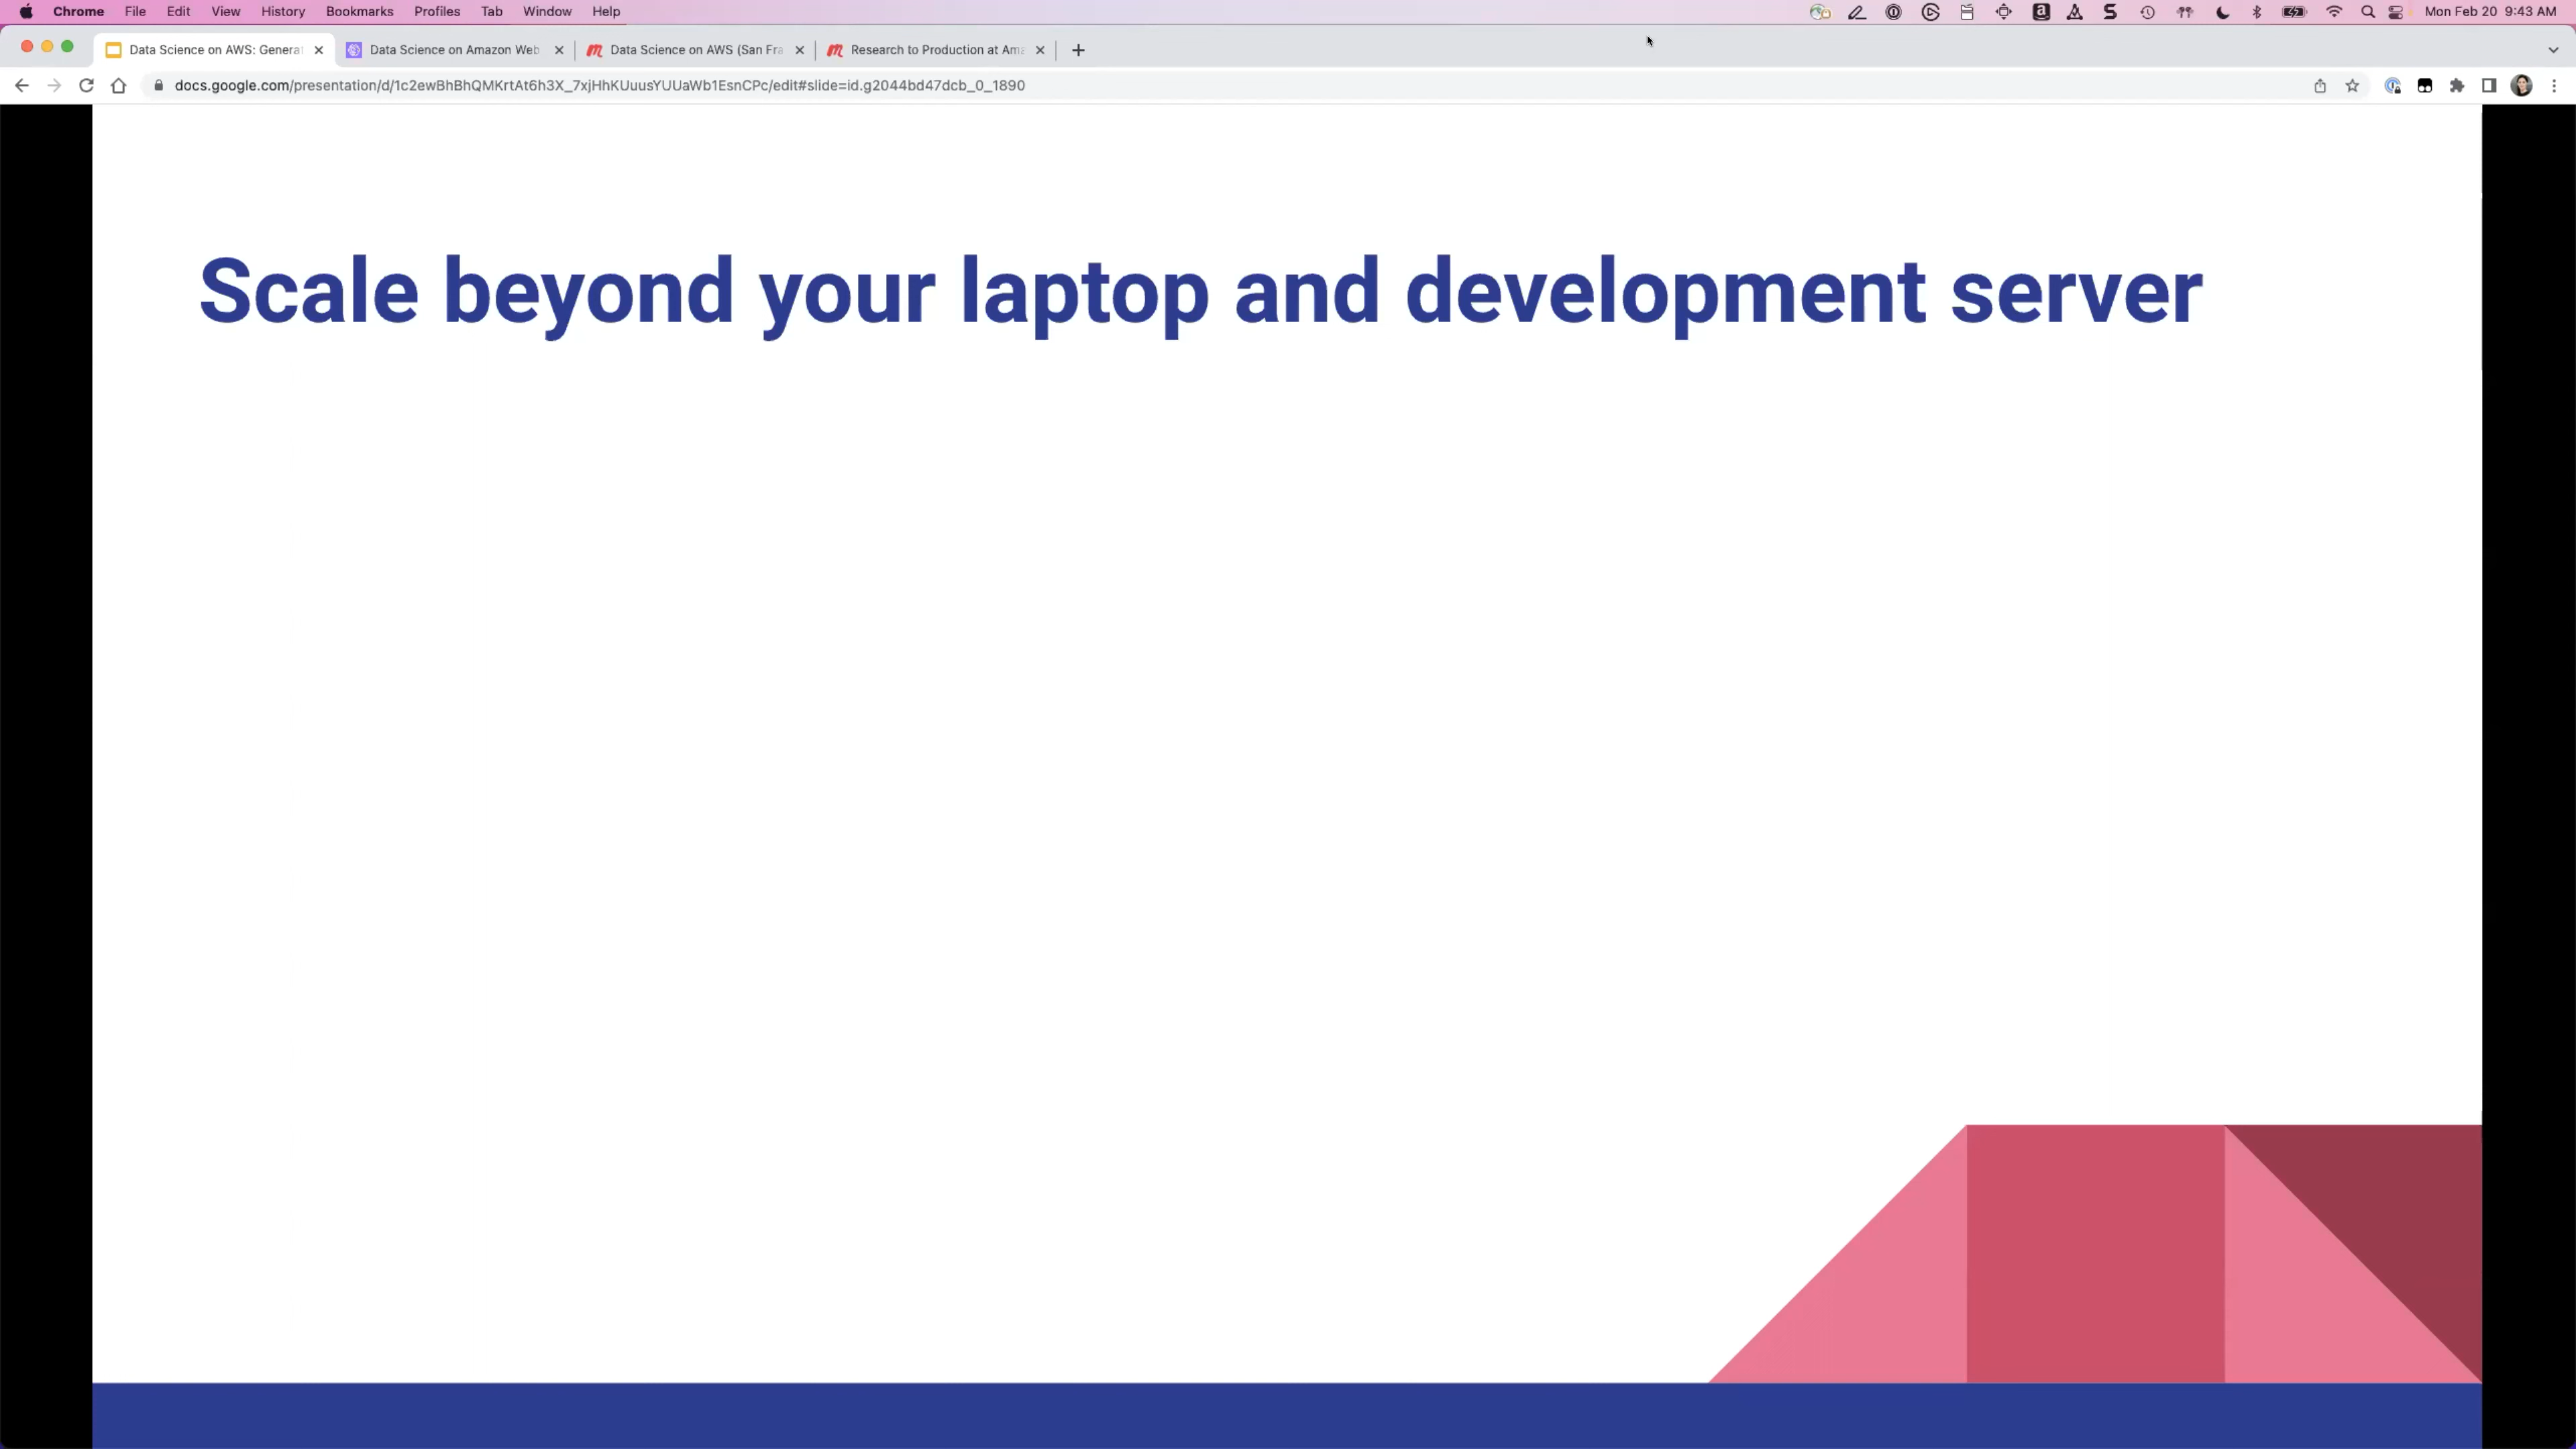 Chrome File Edit View History Bookmarks Profiles Tab Window Help Mon Feb 20 9:43 AM
Data Science on AWS: Genera Data Science on Amazon Web Data Science on AWS (San Fra Research to Production at Ama
docs.google.com/presentation/d/1c2ewBhBhQMKrtAt6h3X_7xjHhKUuusYUUaWb1EsnCPc/edit#slide=id.g2044bd47dcb_0_1890
Scale beyond your laptop and development server